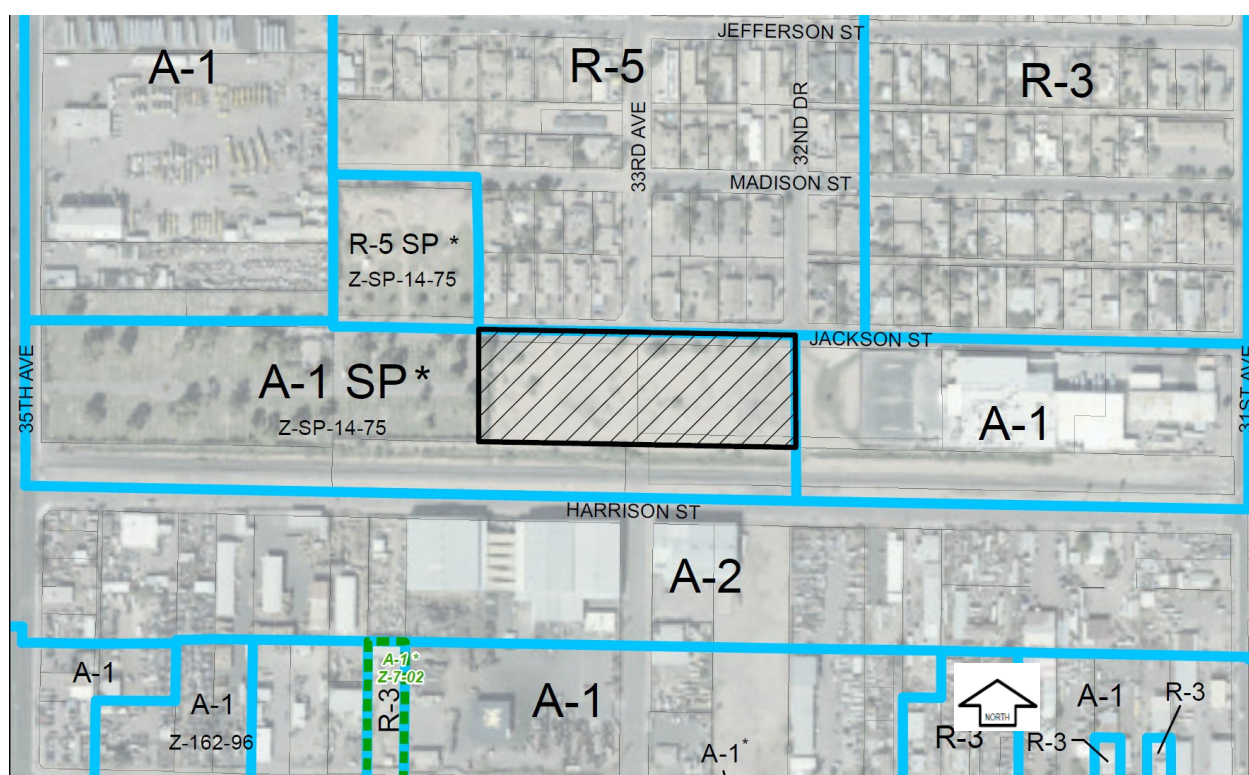 JEFFERSON ST
A-1
R-5
R-3
33RD AVE
32ND DR
MADISON ST
R-5 SP *
Z-SP-14-75
JACKSON ST
35TH AVE
A-1 SP*
Z-SP-14-75
A-1
31ST AVE
HARRISON ST
A-2
A-1
A-1
Z-162-96
A-1 *
Z-7-02
R-3
A-1
A-1*
R-3
NORTH
A-1
R-3
R-3